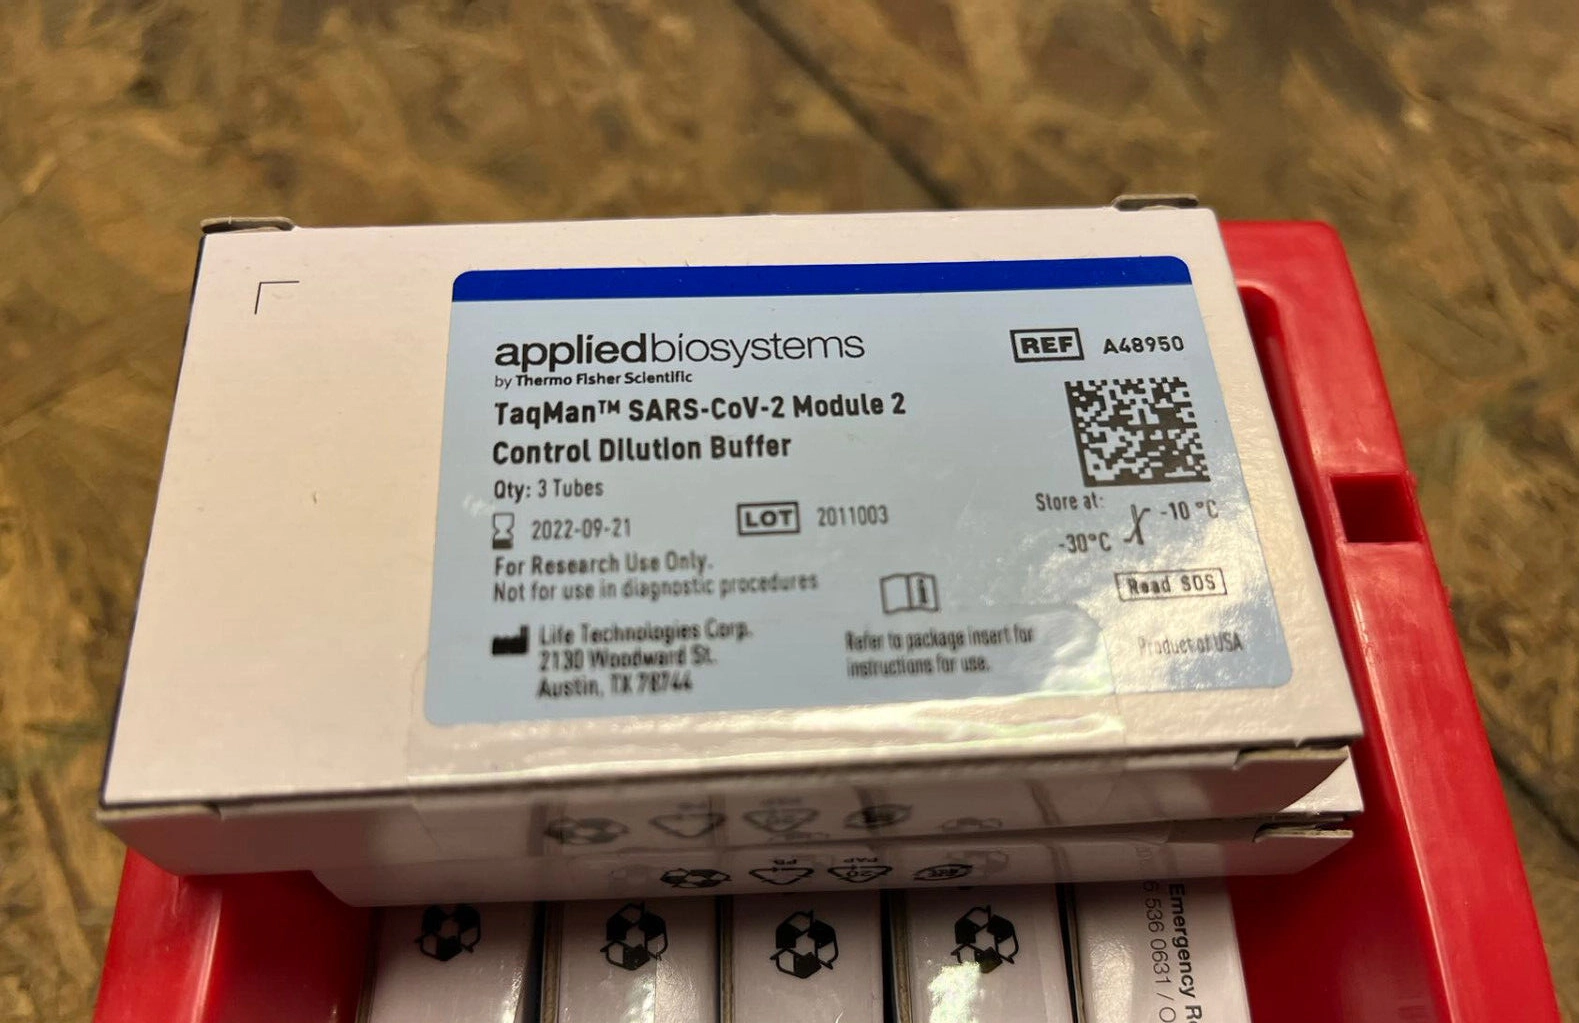 appliedbiosystems
by Thermo Fisher Scientific
REF A48950
TaqMan™ SARS-CoV-2 Module 2
Control Dilution Buffer
Qty: 3 Tubes
2022-09-21
LOT 2011003
Store at:
-10 °C
-30°C
For Research Use Only.
Not for use in diagnostic procedures
Read SDS
Life Technologies Corp.
2130 Woodward St.
Austin, TX 78744
Refer to package insert for
instructions for use.
Product of USA
PAP
Emergency
536 0631 /